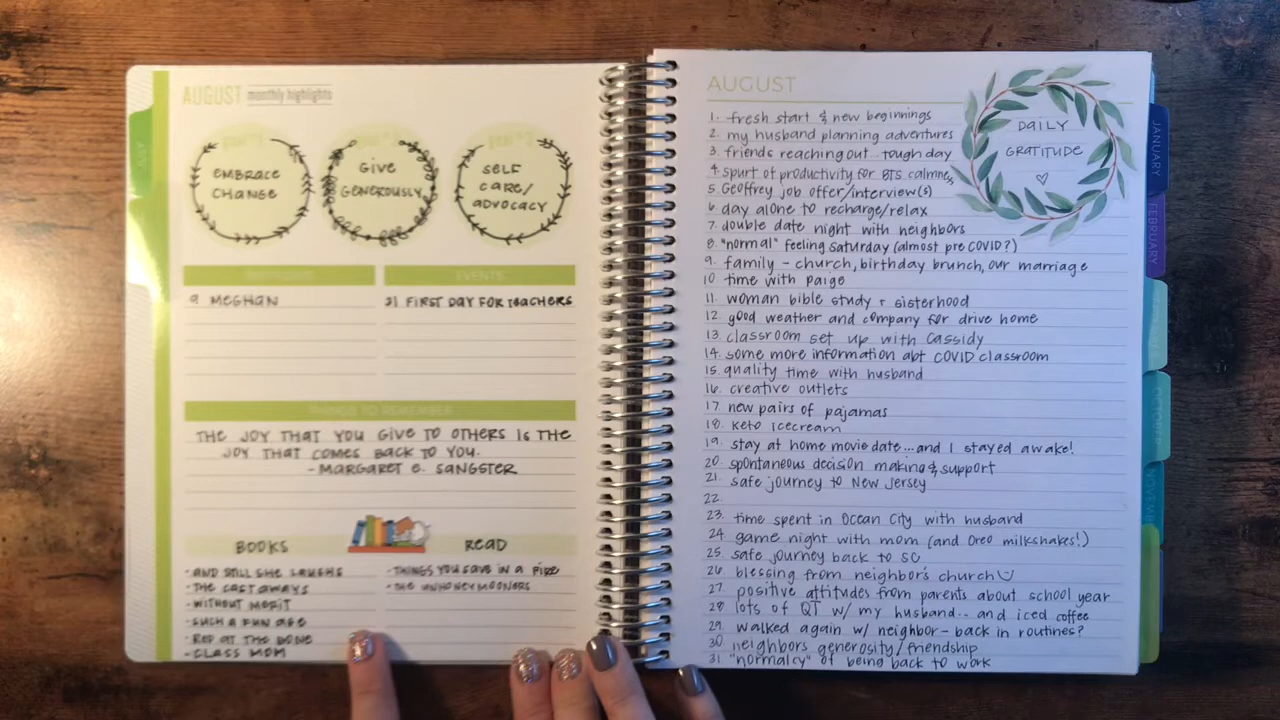 AUGUST monthly highlights
EMBRACE
CHANGE
GIVE
GENEROUSLY
SELF
CARE/
ADVOCACY
EVENTS
9 MEGHAN
31 FIRST DAY FOR TEACHERS
THINGS TO REMEMBER
THE JOY THAT YOU GIVE TO OTHERS IS THE
JOY THAT COMES BACK TO YOU.
-MARGARET E. SANGSTER
BOOKS
READ
· AND STILL SHE LAUGHS
· THE CASTAWAYS
· WITHOUT MERIT
· SUCH A FUN AGE
· RED AT THE BONE
· CLASS MOM
· THINGS YOU SAVE IN A FIRE
· THE UNHONEYMOONERS
AUGUST
DAILY
GRATITUDE
1. fresh start & new beginnings
2. my husband planning adventures
3. friends reaching out... tough day
4. spurt of productivity for BTS calmness
5. Geoffrey job offer/interview(s)
6. day alone to recharge/relax
7. double date night with neighbors
8. "normal" feeling Saturday (almost pre COVID?)
9. family - church, birthday brunch, our marriage
10. time with paige
11. woman bible study + sisterhood
12. good weather and company for drive home
13. classroom set up with Cassidy
14. some more information abt COVID classroom
15. quality time with husband
16. creative outlets
17. new pairs of pajamas
18. keto icecream
19. stay at home movie date... and I stayed awake!
20. spontaneous decision making & support
21. safe journey to New Jersey
22.
23. time spent in Ocean City with husband
24. game night with mom (and Oreo milkshakes!)
25. safe journey back to SC
26. blessing from neighbor's church
27. positive attitudes from parents about school year
28. lots of QT w/ my husband... and iced coffee
29. walked again w/ neighbor - back in routines?
30. neighbors generosity/friendship
31. "normalcy" of being back to work
JANUARY
FEBRUARY
OCTOBER